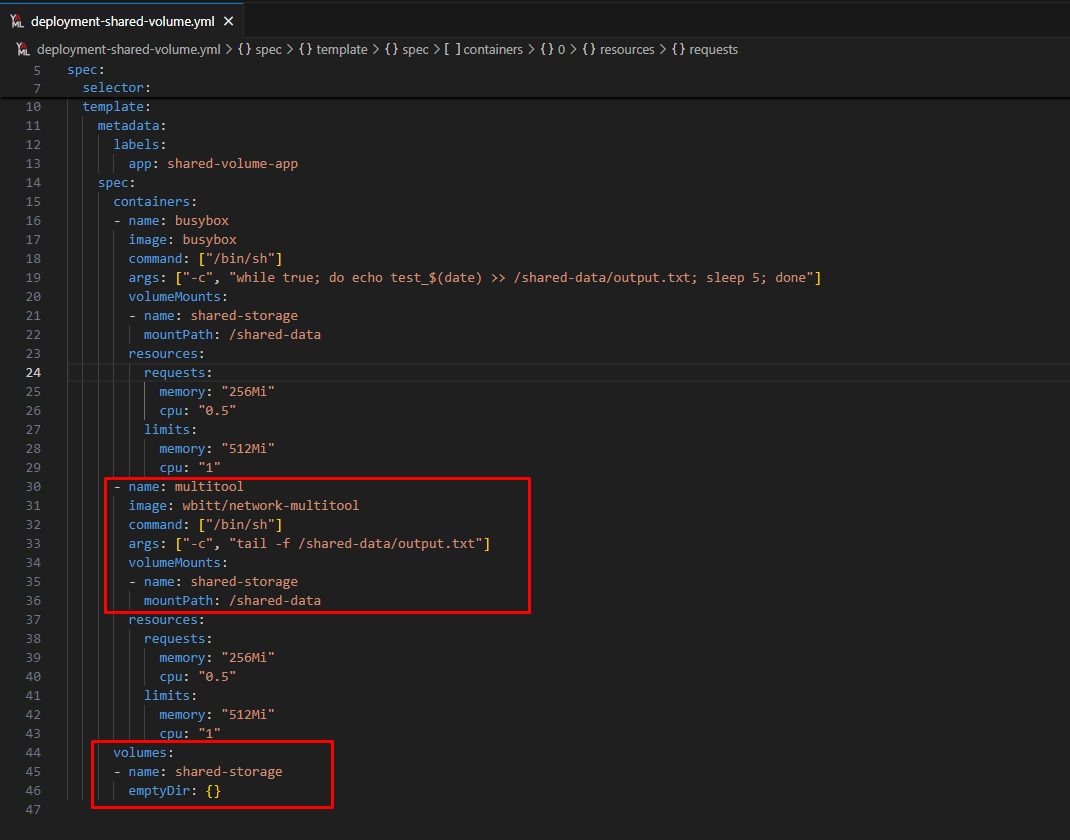 YAML deployment-shared-volume.yml ×
YAML deployment-shared-volume.yml > {} spec > {} template > {} spec > [ ] containers > {} 0 > {} resources > {} requests
5 spec:
7   selector:
10   template:
11     metadata:
12       labels:
13         app: shared-volume-app
14     spec:
15       containers:
16       - name: busybox
17         image: busybox
18         command: ["/bin/sh"]
19         args: ["-c", "while true; do echo test_$(date) >> /shared-data/output.txt; sleep 5; done"]
20         volumeMounts:
21         - name: shared-storage
22           mountPath: /shared-data
23         resources:
24           requests:
25             memory: "256Mi"
26             cpu: "0.5"
27           limits:
28             memory: "512Mi"
29             cpu: "1"
30       - name: multitool
31         image: wbitt/network-multitool
32         command: ["/bin/sh"]
33         args: ["-c", "tail -f /shared-data/output.txt"]
34         volumeMounts:
35         - name: shared-storage
36           mountPath: /shared-data
37         resources:
38           requests:
39             memory: "256Mi"
40             cpu: "0.5"
41           limits:
42             memory: "512Mi"
43             cpu: "1"
44       volumes:
45       - name: shared-storage
46         emptyDir: {}
47